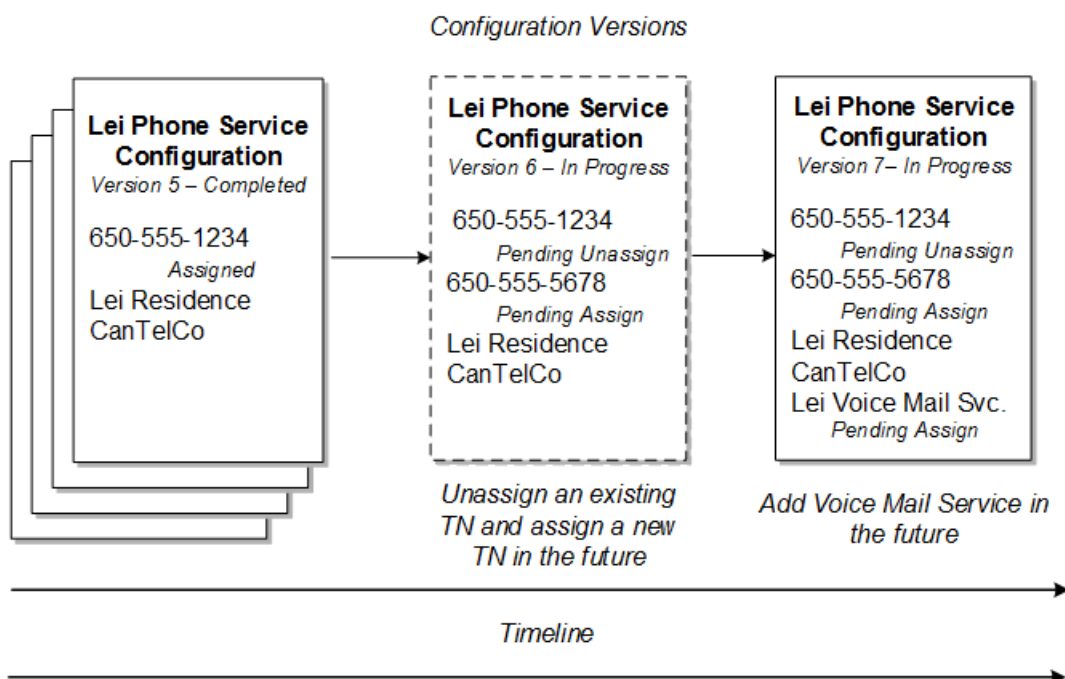 Configuration Versions
Lei Phone Service
Configuration
Version 5 – Completed
650-555-1234
Assigned
Lei Residence
CanTelCo
Lei Phone Service
Configuration
Version 6 – In Progress
650-555-1234
Pending Unassign
650-555-5678
Pending Assign
Lei Residence
CanTelCo
Unassign an existing
TN and assign a new
TN in the future
Lei Phone Service
Configuration
Version 7– In Progress
650-555-1234
Pending Unassign
650-555-5678
Pending Assign
Lei Residence
CanTelCo
Lei Voice Mail Svc.
Pending Assign
Add Voice Mail Service in
the future
Timeline